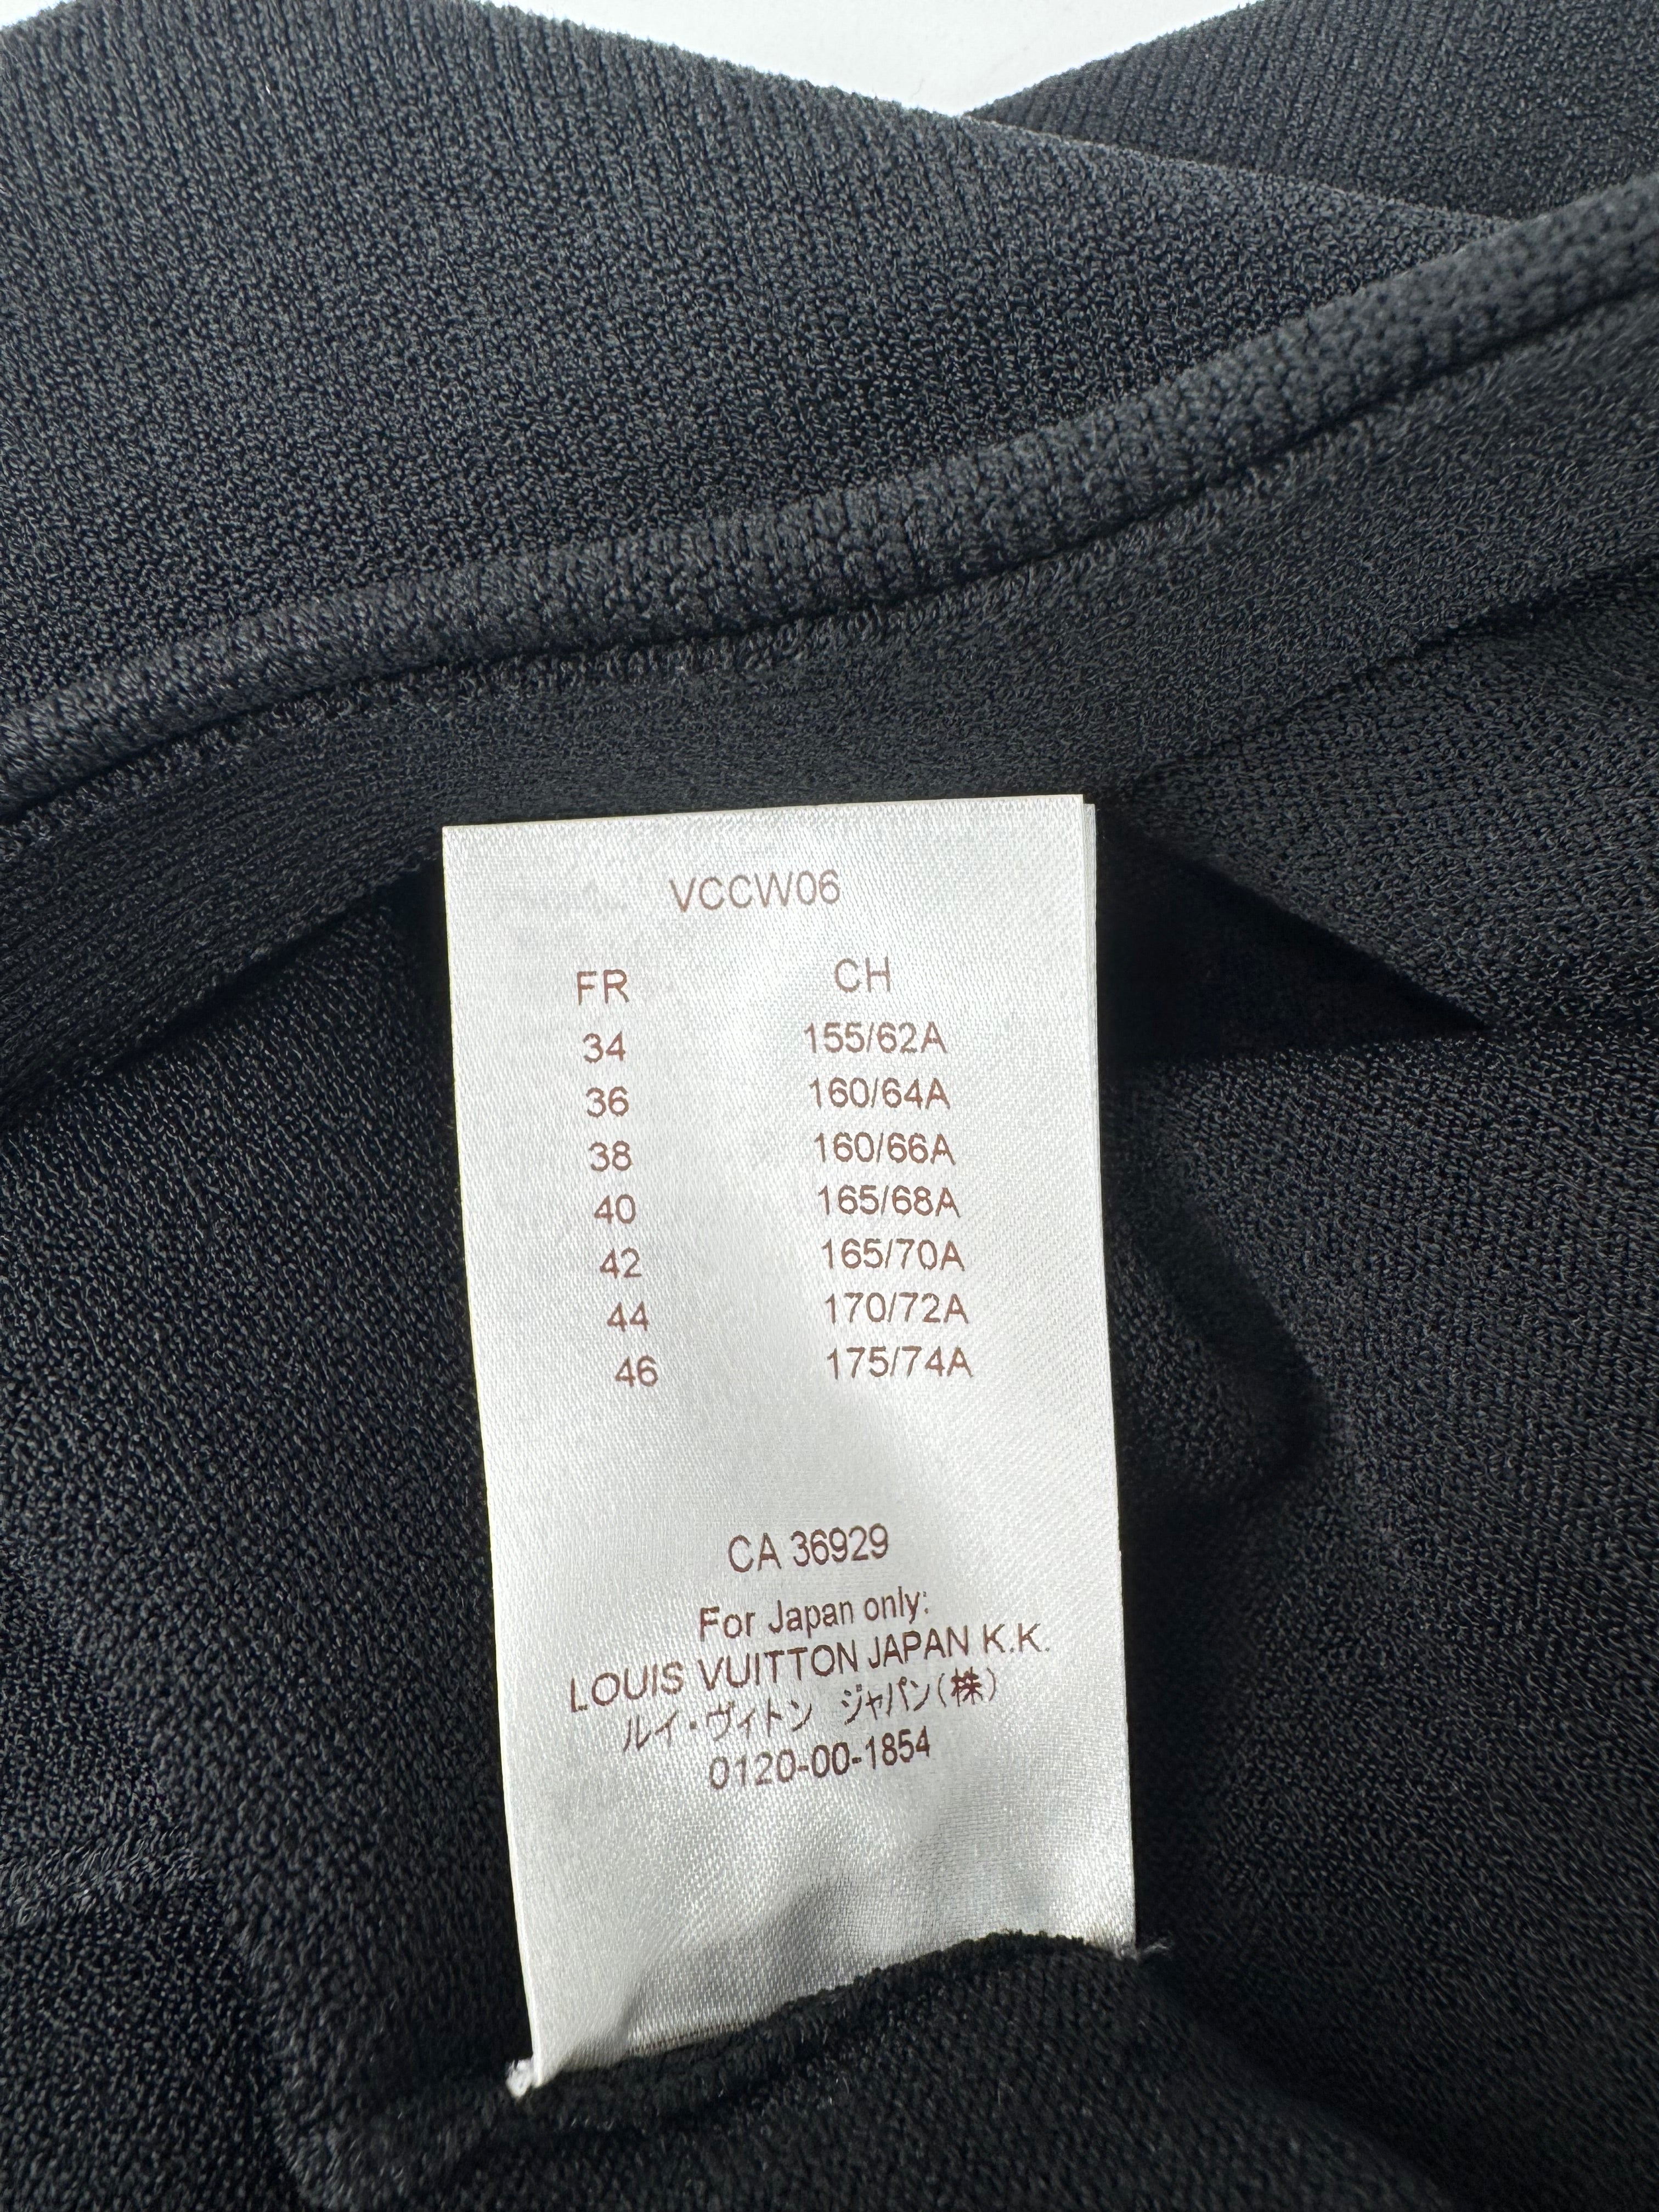 VCCW06
FR CH
34 155/62A
36 160/64A
38 160/66A
40 165/68A
42 165/70A
44 170/72A
46 175/74A
CA 36929
For Japan only:
LOUIS VUITTON JAPAN K.K.
ルイ・ヴィトン ジャパン(株)
0120-00-1854